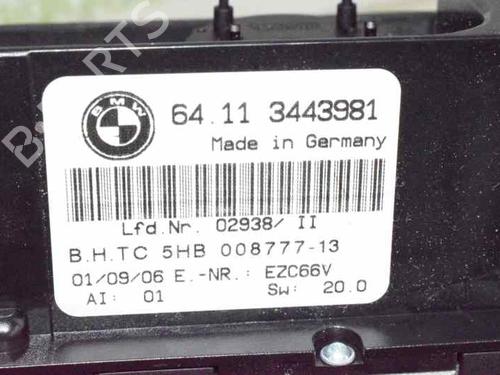 BMW
64.11 3443981
Made in Germany
Lfd.Nr. 02938/ II
B.H.TC 5HB 008777-13
01/09/06 E.-NR.: EZC66V
AI: 01 Sw: 20.0